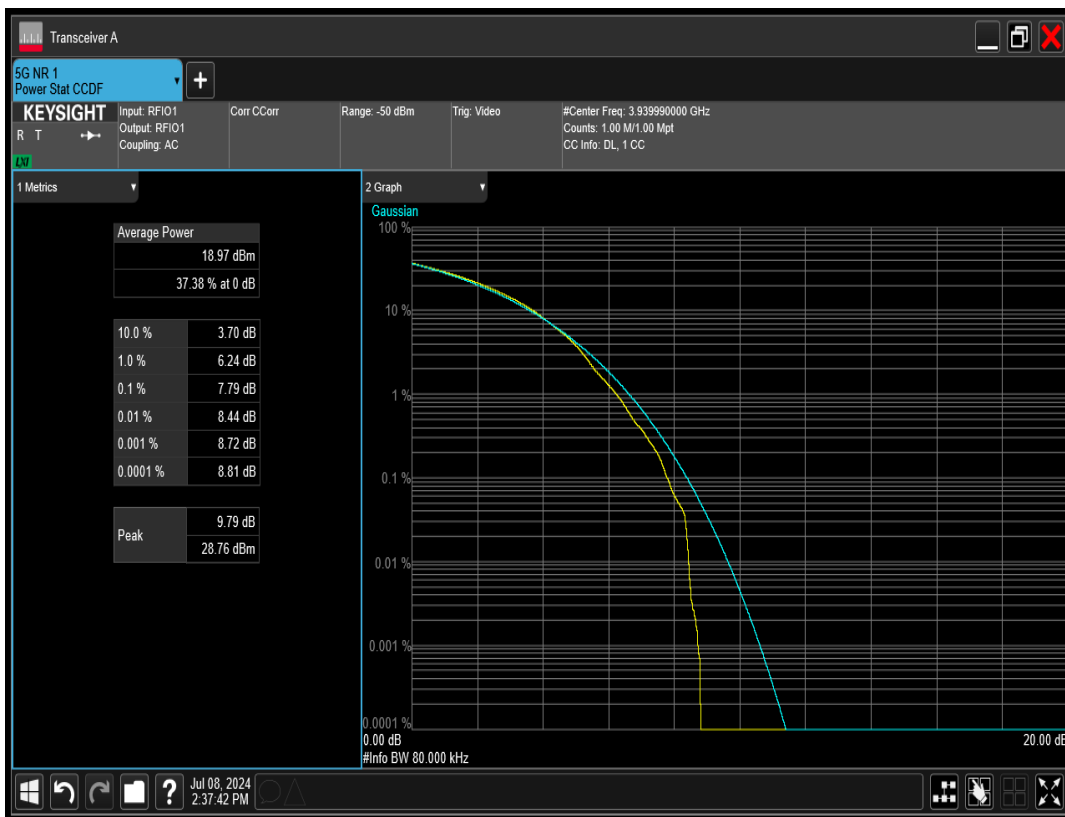 Transceiver A
5G NR 1
Power Stat CCDF
+
KEYSIGHT
R T
LXI
Input: RFIO1
Output: RFIO1
Coupling: AC
Corr CCorr
Range: -50 dBm
Trig: Video
#Center Freq: 3.939990000 GHz
Counts: 1.00 M/1.00 Mpt
CC Info: DL, 1 CC
1 Metrics
Average Power
18.97 dBm
37.38 % at 0 dB
10.0 % 3.70 dB
1.0 % 6.24 dB
0.1 % 7.79 dB
0.01 % 8.44 dB
0.001 % 8.72 dB
0.0001 % 8.81 dB
Peak 9.79 dB
28.76 dBm
2 Graph
Gaussian
100 %
10 %
1 %
0.1 %
0.01 %
0.001 %
0.0001 %
0.00 dB 20.00 dB
#Info BW 80.000 kHz
?
Jul 08, 2024
2:37:42 PM